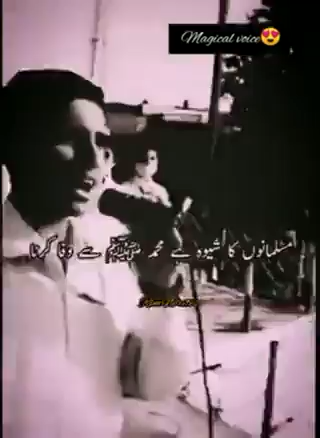 Magical voice😍
مسلمانوں کا شیوہ ہے محمد ﷺ سے وفا کرنا